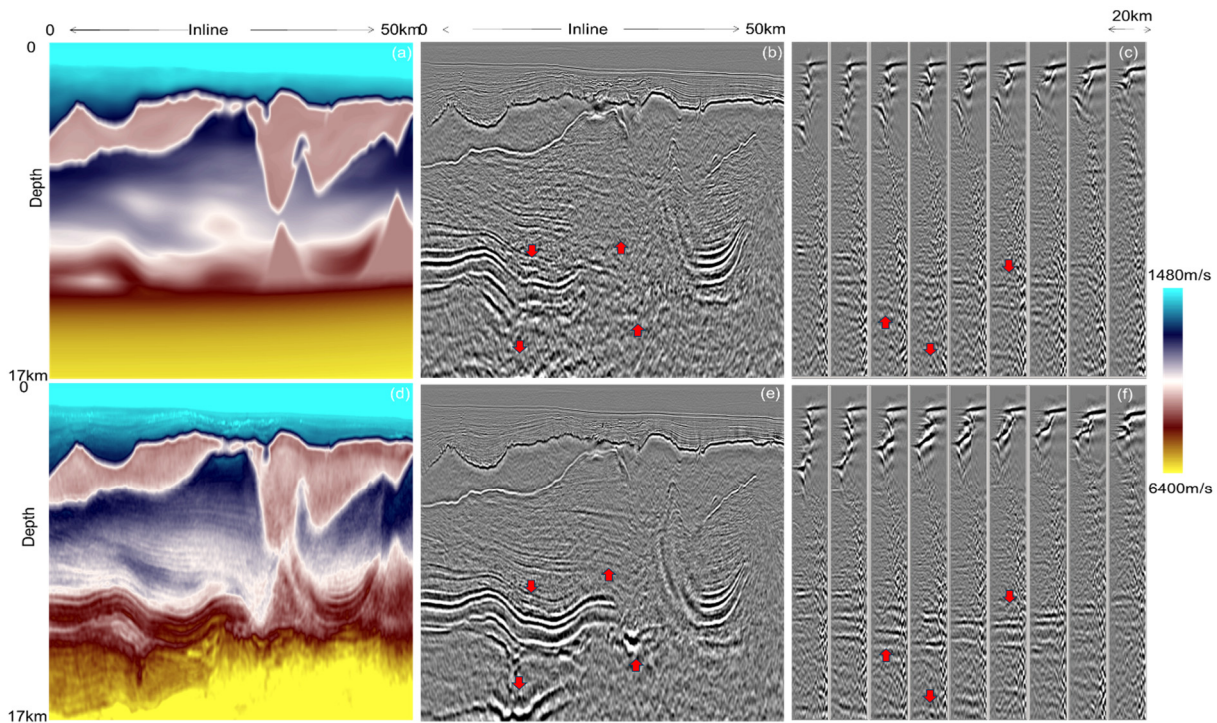 0 Inline 50km
0 Inline 50km
20km
0
(a)
(b)
(c)
Depth
1480m/s
17km
0
(d)
(e)
(f)
6400m/s
Depth
17km